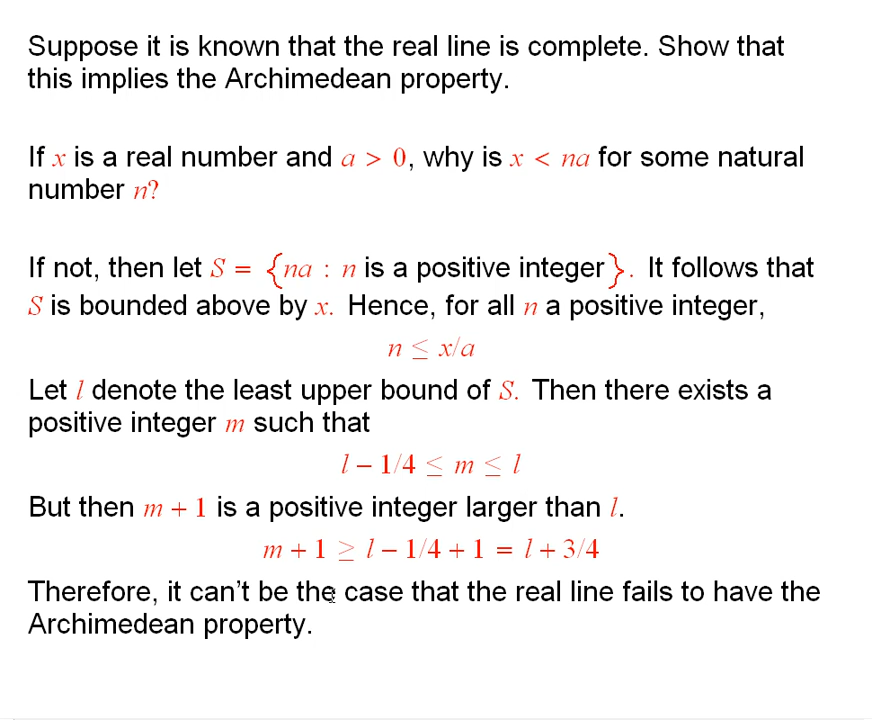 Suppose it is known that the real line is complete. Show that
this implies the Archimedean property.
If x is a real number and a > 0, why is x < na for some natural
number n?
If not, then let S = {na : n is a positive integer}. It follows that
S is bounded above by x. Hence, for all n a positive integer,
n ≤ x/a
Let l denote the least upper bound of S. Then there exists a
positive integer m such that
l – 1/4 ≤ m ≤ l
But then m + 1 is a positive integer larger than l.
m + 1 ≥ l – 1/4 + 1 = l + 3/4
Therefore, it can't be the case that the real line fails to have the
Archimedean property.